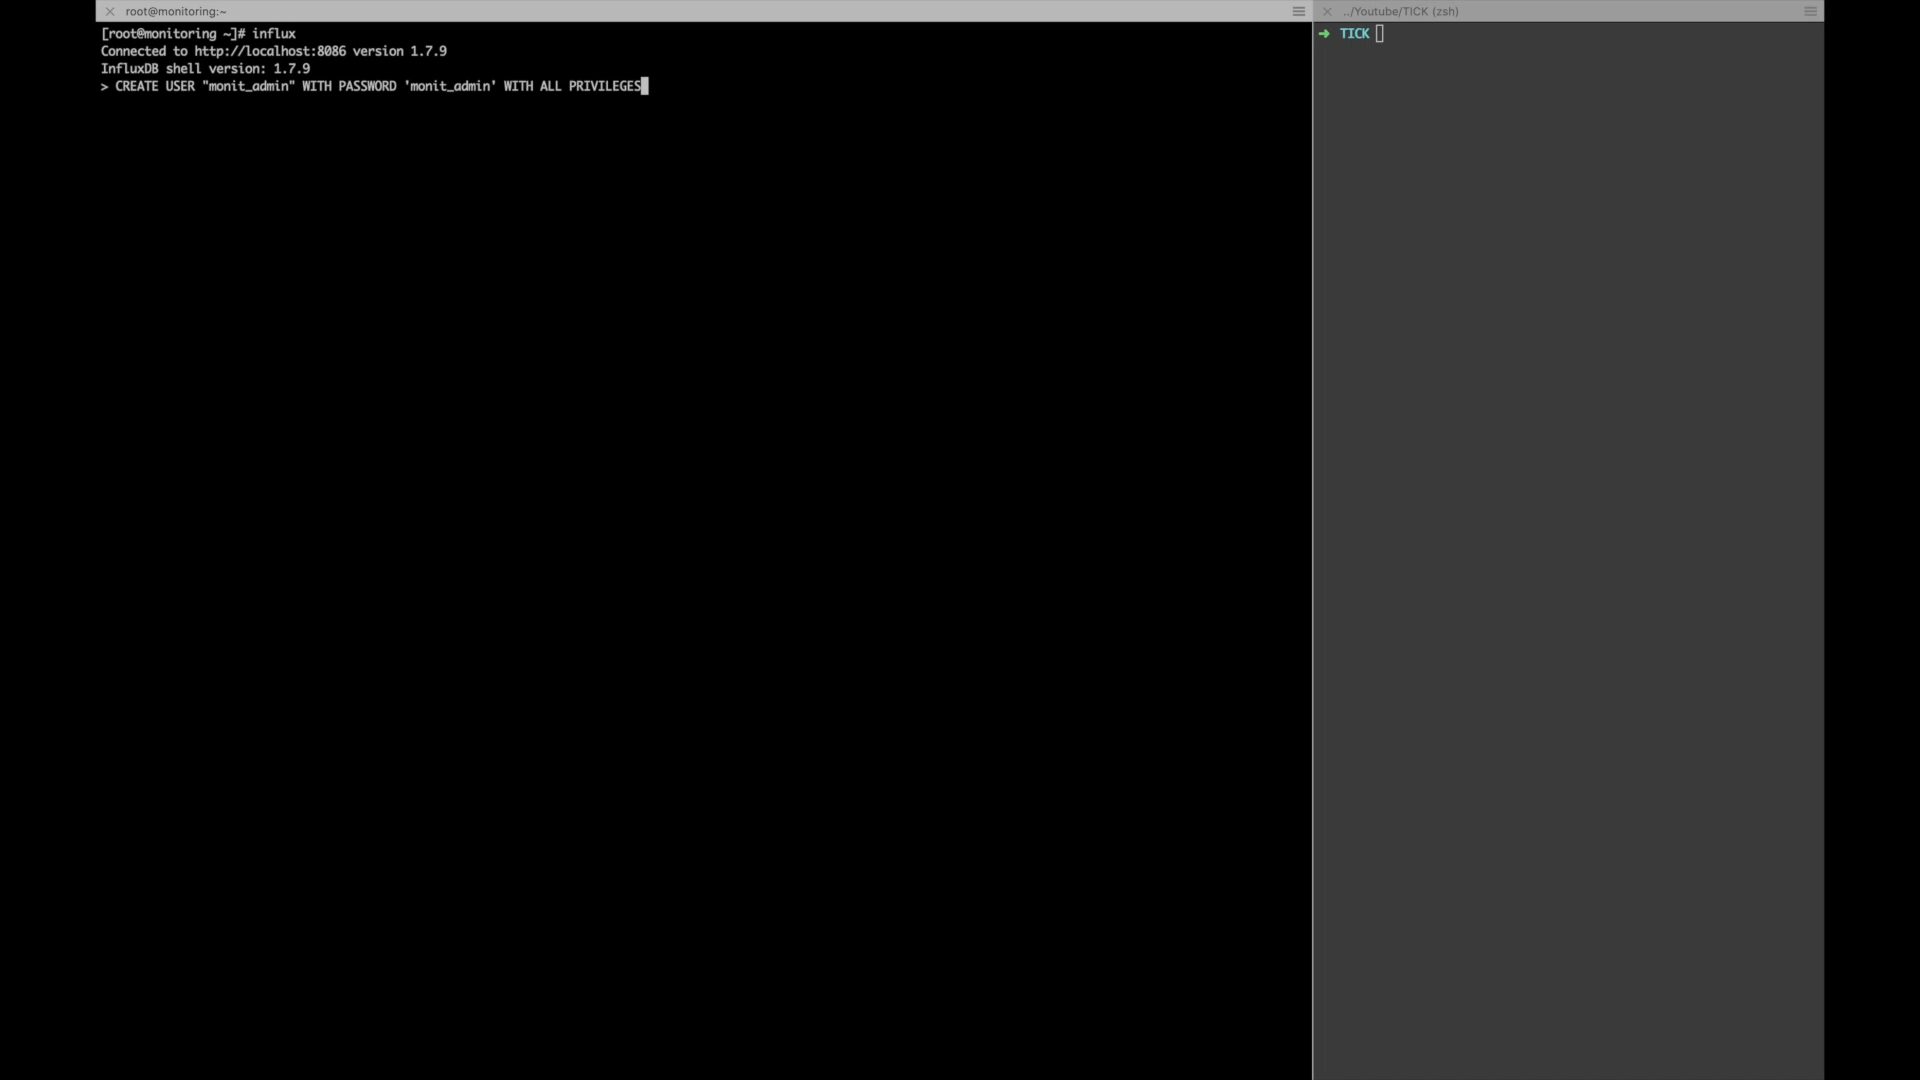 root@monitoring:~
[root@monitoring ~]# influx
Connected to http://localhost:8086 version 1.7.9
InfluxDB shell version: 1.7.9
> CREATE USER "monit_admin" WITH PASSWORD 'monit_admin' WITH ALL PRIVILEGES
../Youtube/TICK (zsh)
➜ TICK